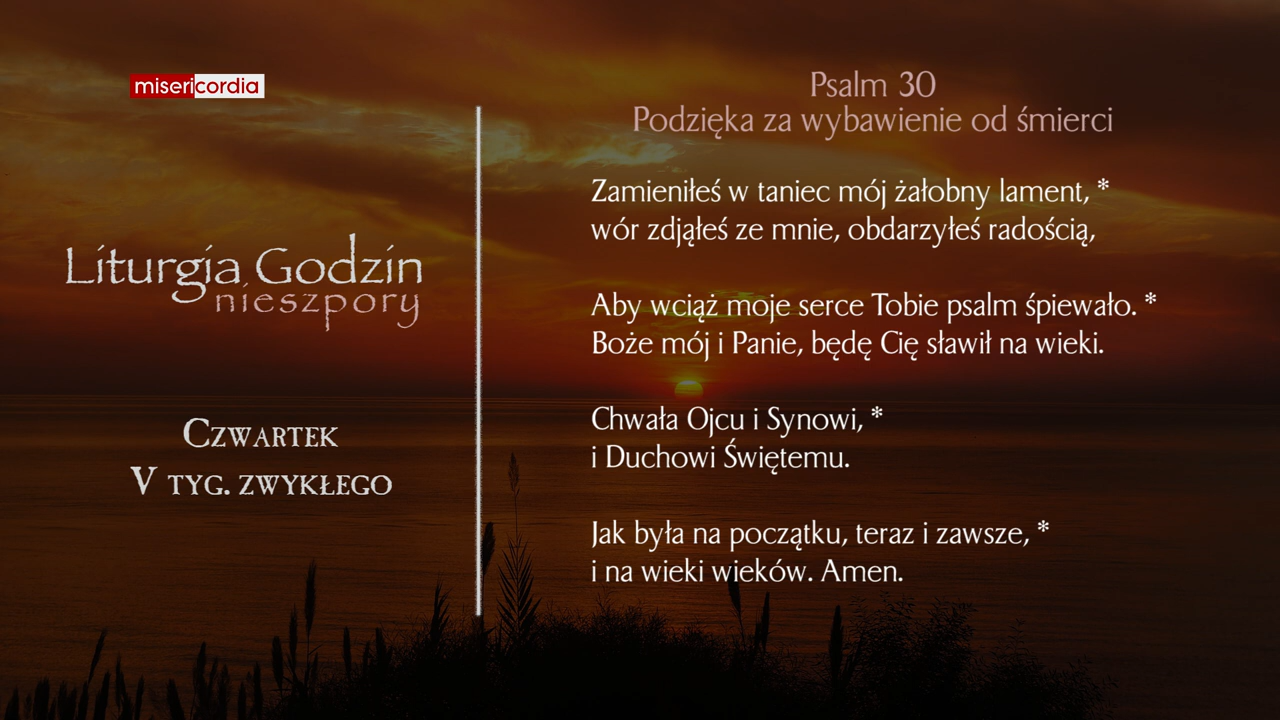 misericordia
Liturgia Godzin
nieszpory
Czwartek
V tyg. zwykłego
Psalm 30
Podzięka za wybawienie od śmierci
Zamieniłeś w taniec mój żałobny lament, *
wór zdjąłeś ze mnie, obdarzyłeś radością,
Aby wciąż moje serce Tobie psalm śpiewało. *
Boże mój i Panie, będę Cię sławił na wieki.
Chwała Ojcu i Synowi, *
i Duchowi Świętemu.
Jak była na początku, teraz i zawsze, *
i na wieki wieków. Amen.